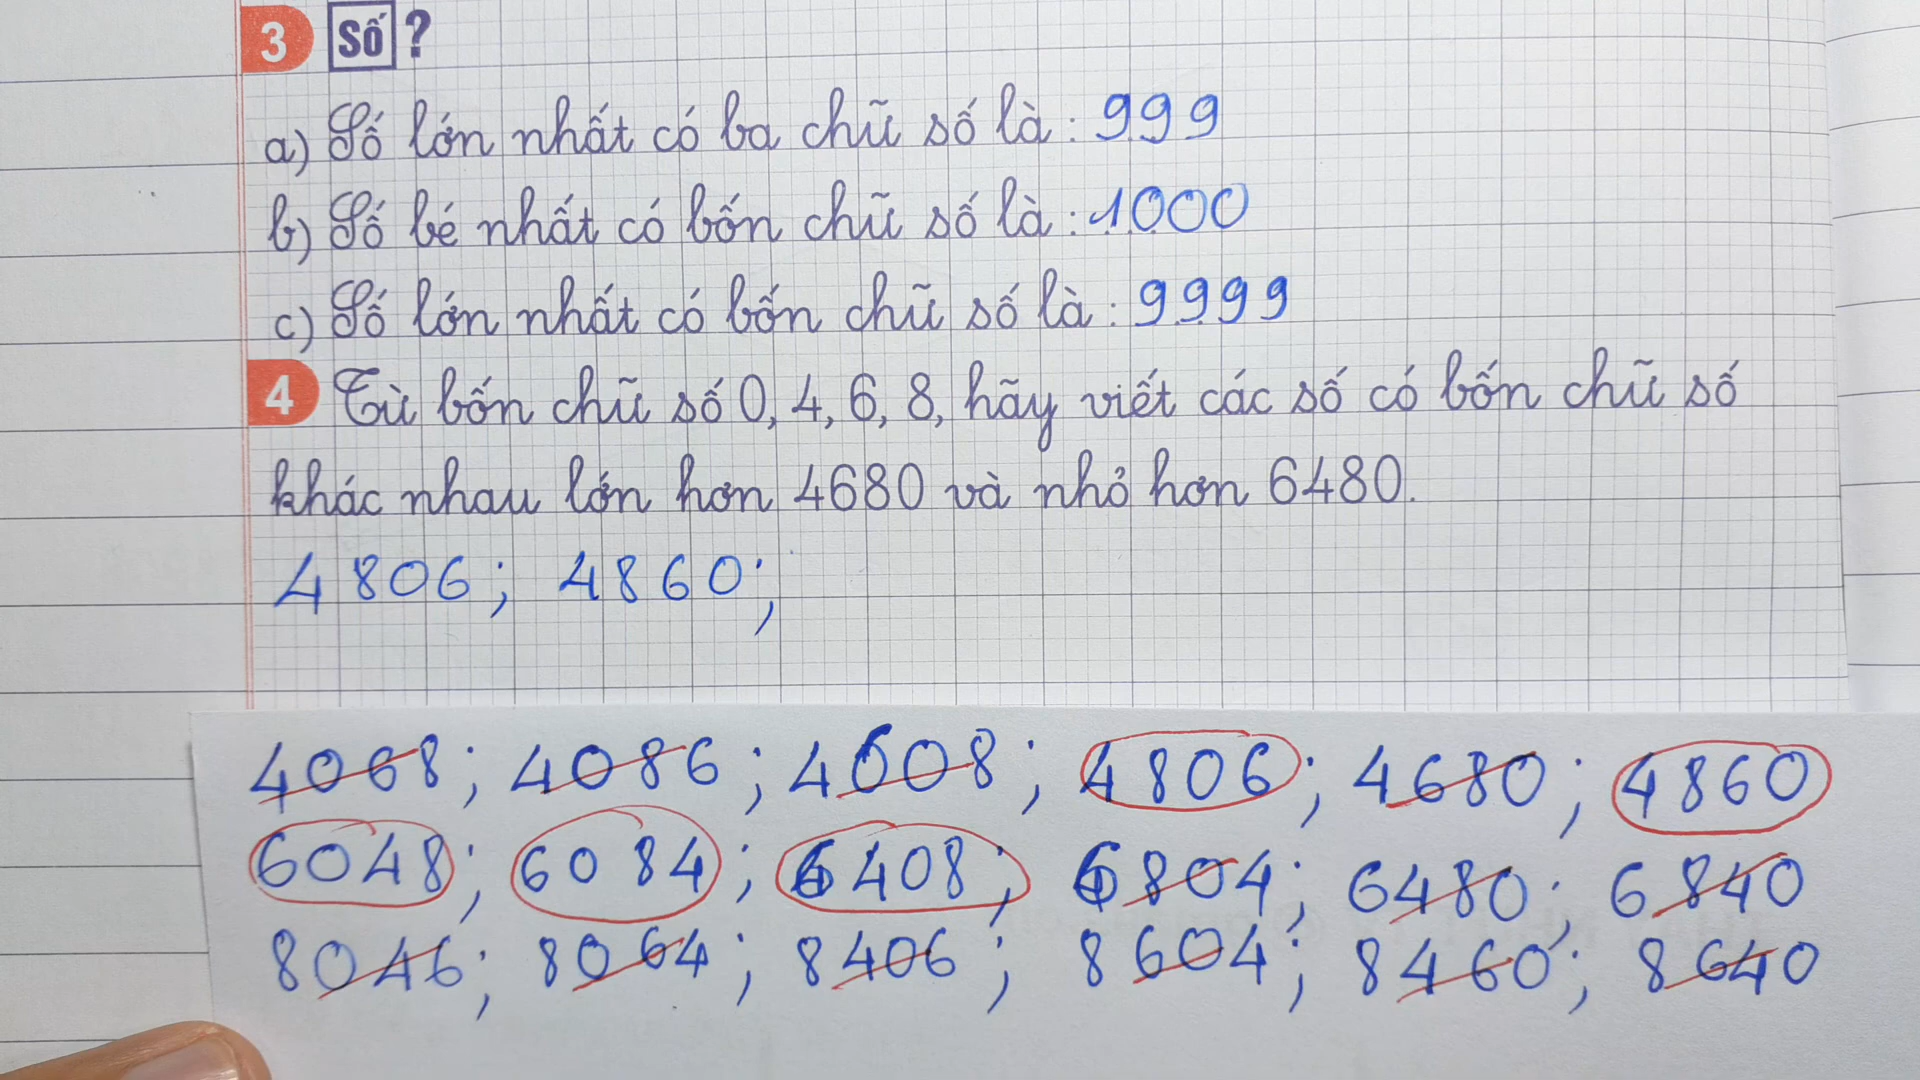 3 Số ?
a) Số lớn nhất có ba chữ số là: 999
b) Số bé nhất có bốn chữ số là: 1000
c) Số lớn nhất có bốn chữ số là: 9999
4 Từ bốn chữ số 0, 4, 6, 8, hãy viết các số có bốn chữ số
khác nhau lớn hơn 4680 và nhỏ hơn 6480.
4806; 4860;
4068; 4086; 4608; 4806; 4680; 4860
6048; 6084; 6408; 6804; 6480; 6840
8046; 8064; 8406; 8604; 8460; 8640